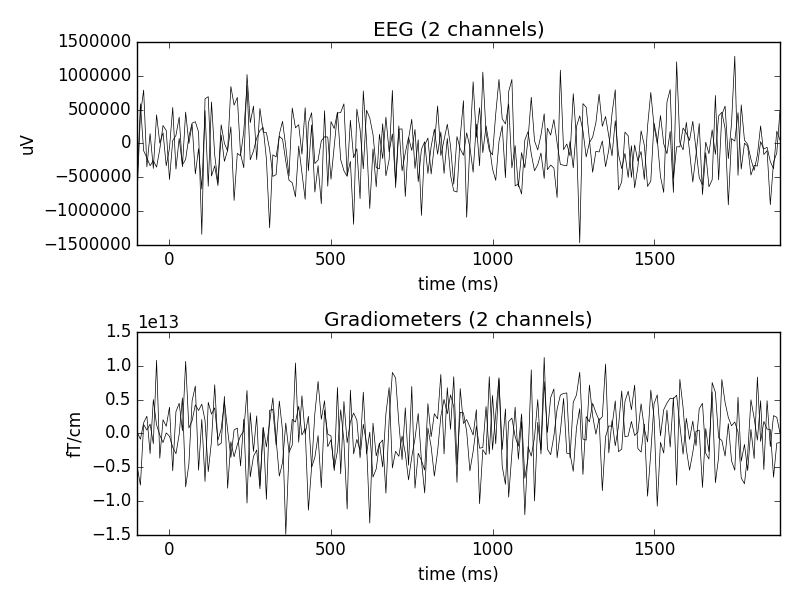 EEG (2 channels)
1500000
1000000
500000
0
−500000
−1000000
−1500000
uV
0 500 1000 1500
time (ms)
1e13
Gradiometers (2 channels)
1.5
1.0
0.5
0.0
−0.5
−1.0
−1.5
fT/cm
0 500 1000 1500
time (ms)